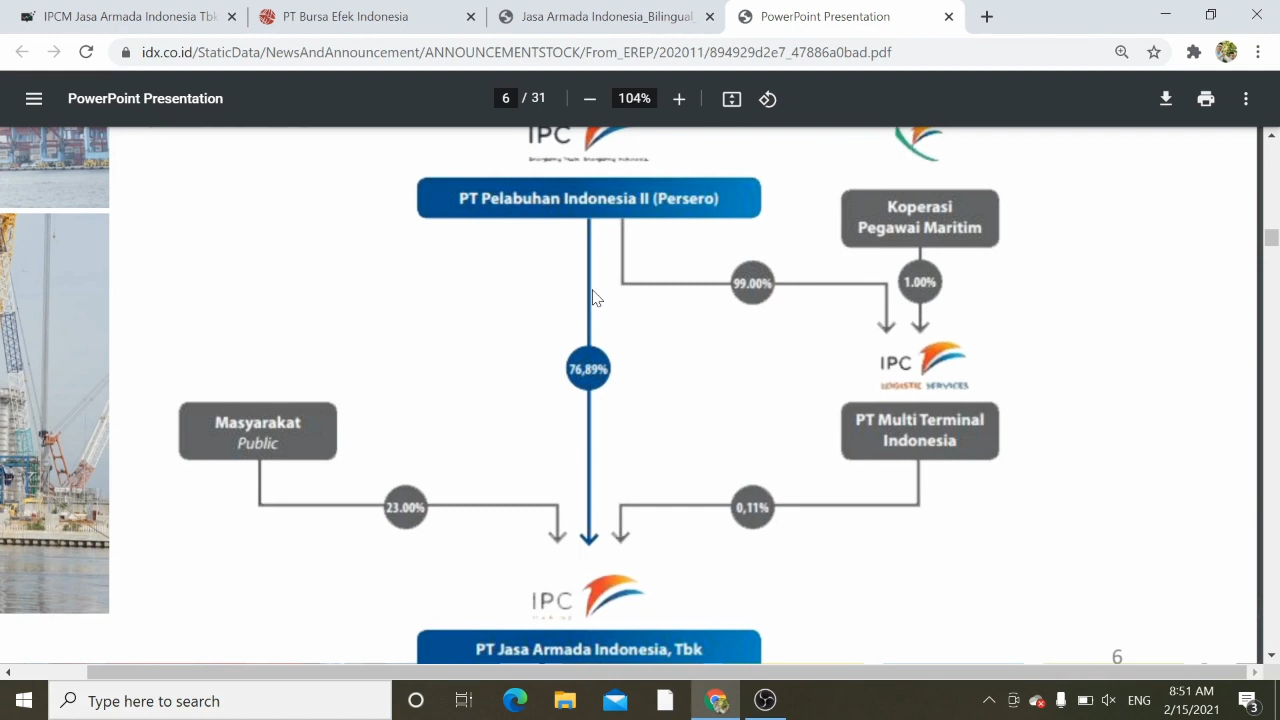 IPCM Jasa Armada Indonesia Tbk
PT Bursa Efek Indonesia
Jasa Armada Indonesia_Bilingual
PowerPoint Presentation
idx.co.id/StaticData/NewsAndAnnouncement/ANNOUNCEMENTSTOCK/From_EREP/202011/894929d2e7_47886a0bad.pdf
PowerPoint Presentation
6 / 31
104%
IPC
Energizing Trade. Energizing Indonesia.
PT Pelabuhan Indonesia II (Persero)
Koperasi
Pegawai Maritim
99.00%
1.00%
IPC
LOGISTIC SERVICES
76,89%
Masyarakat
Public
PT Multi Terminal
Indonesia
23.00%
0,11%
IPC
PT Jasa Armada Indonesia, Tbk
6
Type here to search
ENG
8:51 AM
2/15/2021
3